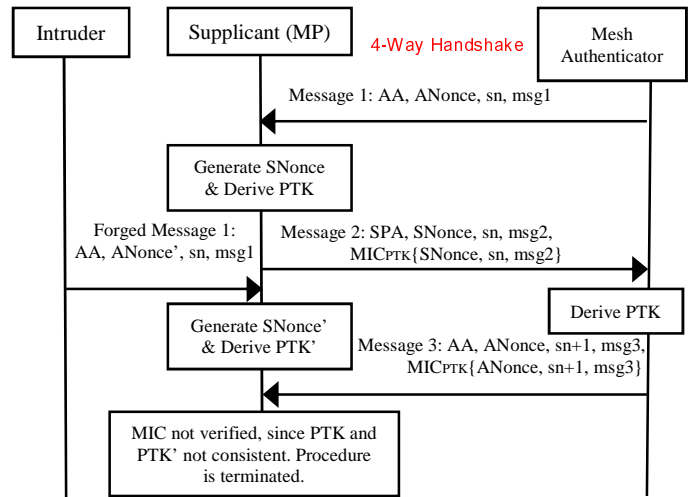 Intruder
Supplicant (MP)
4-Way Handshake
Mesh
Authenticator
Message 1: AA, ANonce, sn, msg1
Generate SNonce
& Derive PTK
Forged Message 1:
AA, ANonce’, sn, msg1
Message 2: SPA, SNonce, sn, msg2,
MICPTK{SNonce, sn, msg2}
Derive PTK
Generate SNonce’
& Derive PTK’
Message 3: AA, ANonce, sn+1, msg3,
MICPTK{ANonce, sn+1, msg3}
MIC not verified, since PTK and
PTK’ not consistent. Procedure
is terminated.